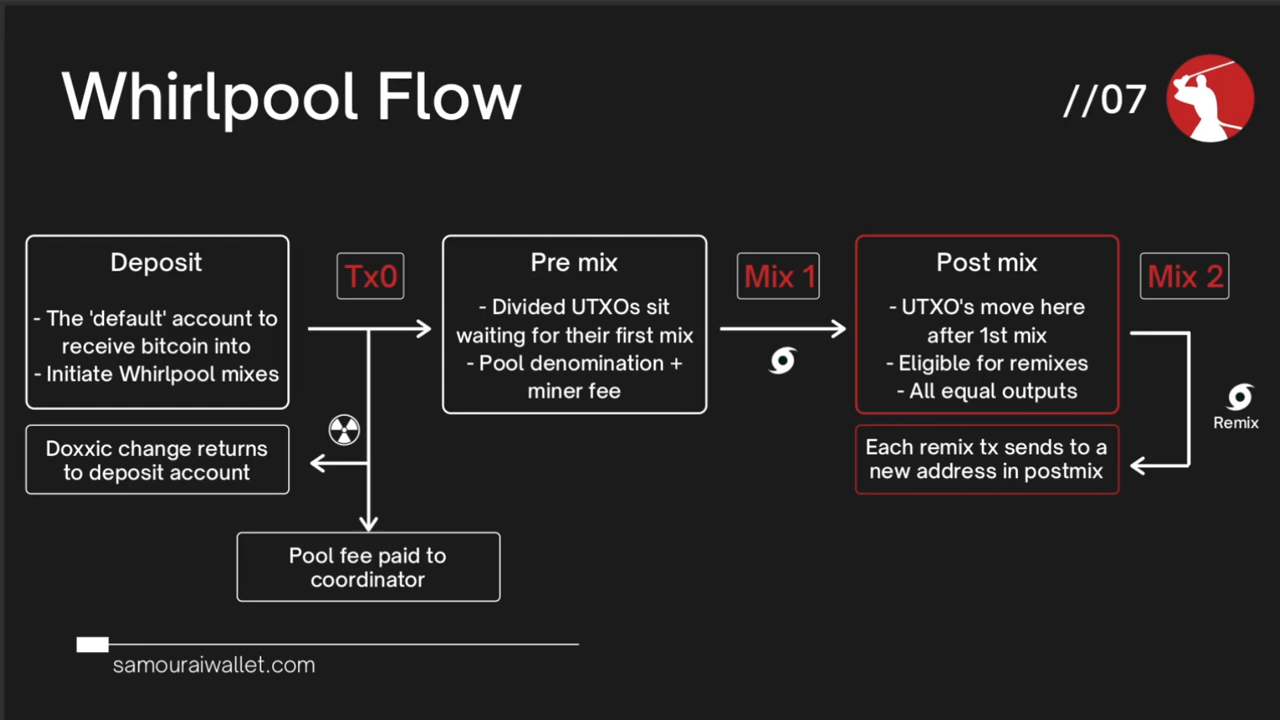 Whirlpool Flow
//07
Deposit
- The 'default' account to
receive bitcoin into
- Initiate Whirlpool mixes
Tx0
Pre mix
- Divided UTXOs sit
waiting for their first mix
- Pool denomination +
miner fee
Mix 1
Post mix
- UTXO's move here
after 1st mix
- Eligible for remixes
- All equal outputs
Mix 2
Remix
Doxxic change returns
to deposit account
Each remix tx sends to a
new address in postmix
Pool fee paid to
coordinator
samouraiwallet.com